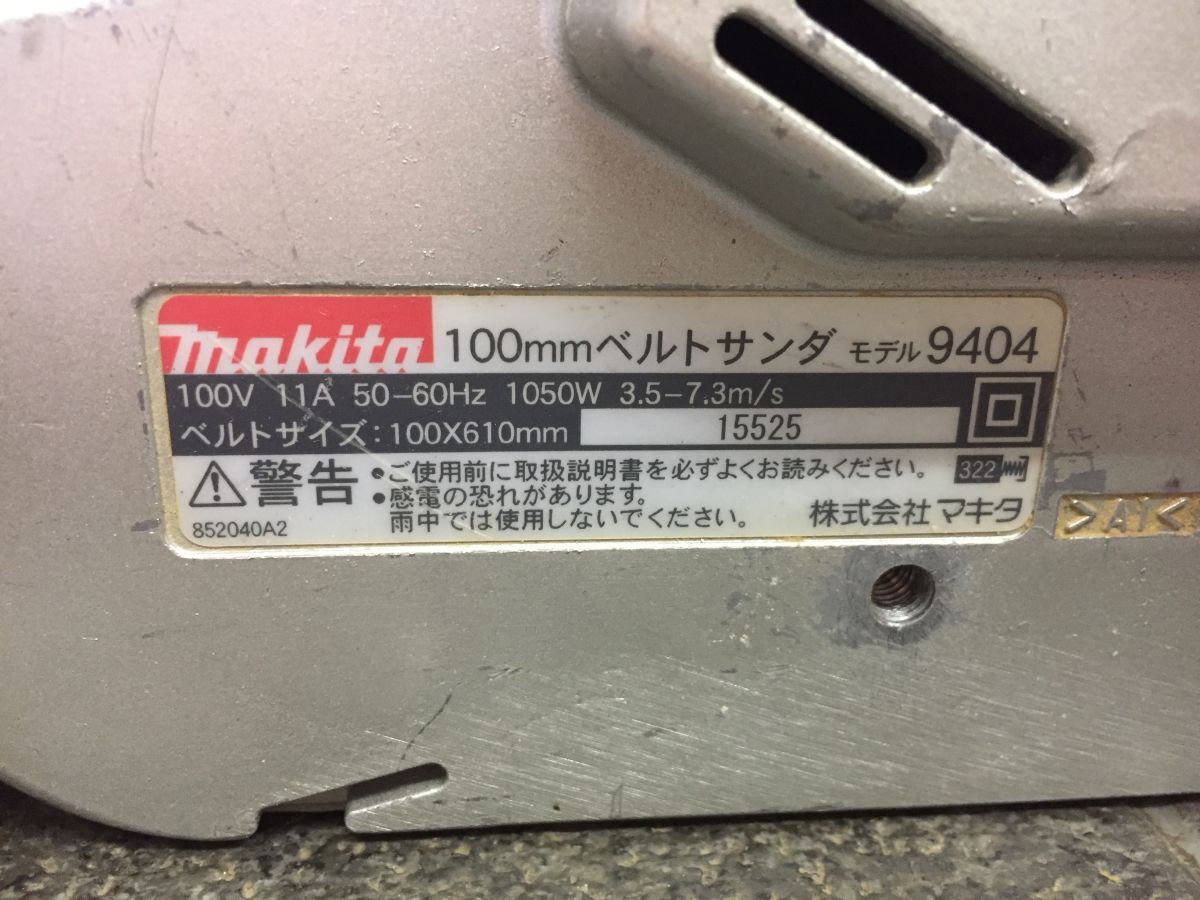 makita 100mmベルトサンダ モデル 9404
100V 11A 50-60Hz 1050W 3.5-7.3m/s
ベルトサイズ:100X610mm 15525
⚠警告 •ご使用前に取扱説明書を必ずよくお読みください。 322
•感電の恐れがあります。
雨中では使用しないでください。 株式会社 マキタ
852040A2
>AI<